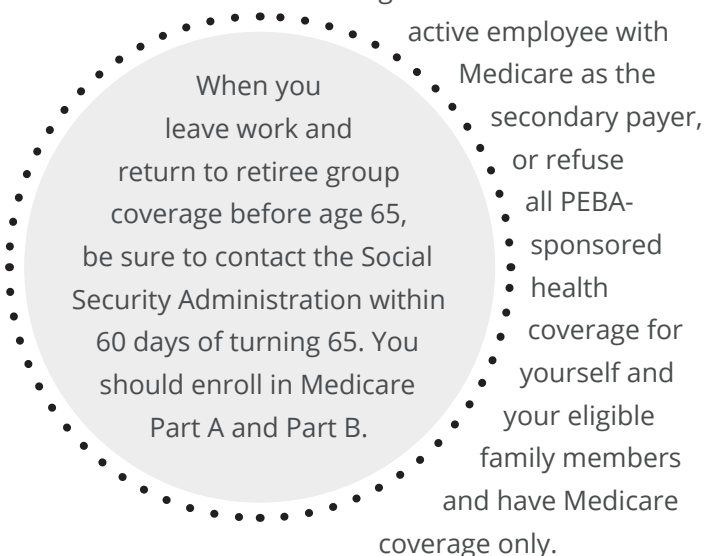 When you
leave work and
return to retiree group
coverage before age 65,
be sure to contact the Social
Security Administration within
60 days of turning 65. You
should enroll in Medicare
Part A and Part B.
active employee with
Medicare as the
secondary payer,
or refuse
all PEBA-
sponsored
health
coverage for
yourself and
your eligible
family members
and have Medicare
coverage only.